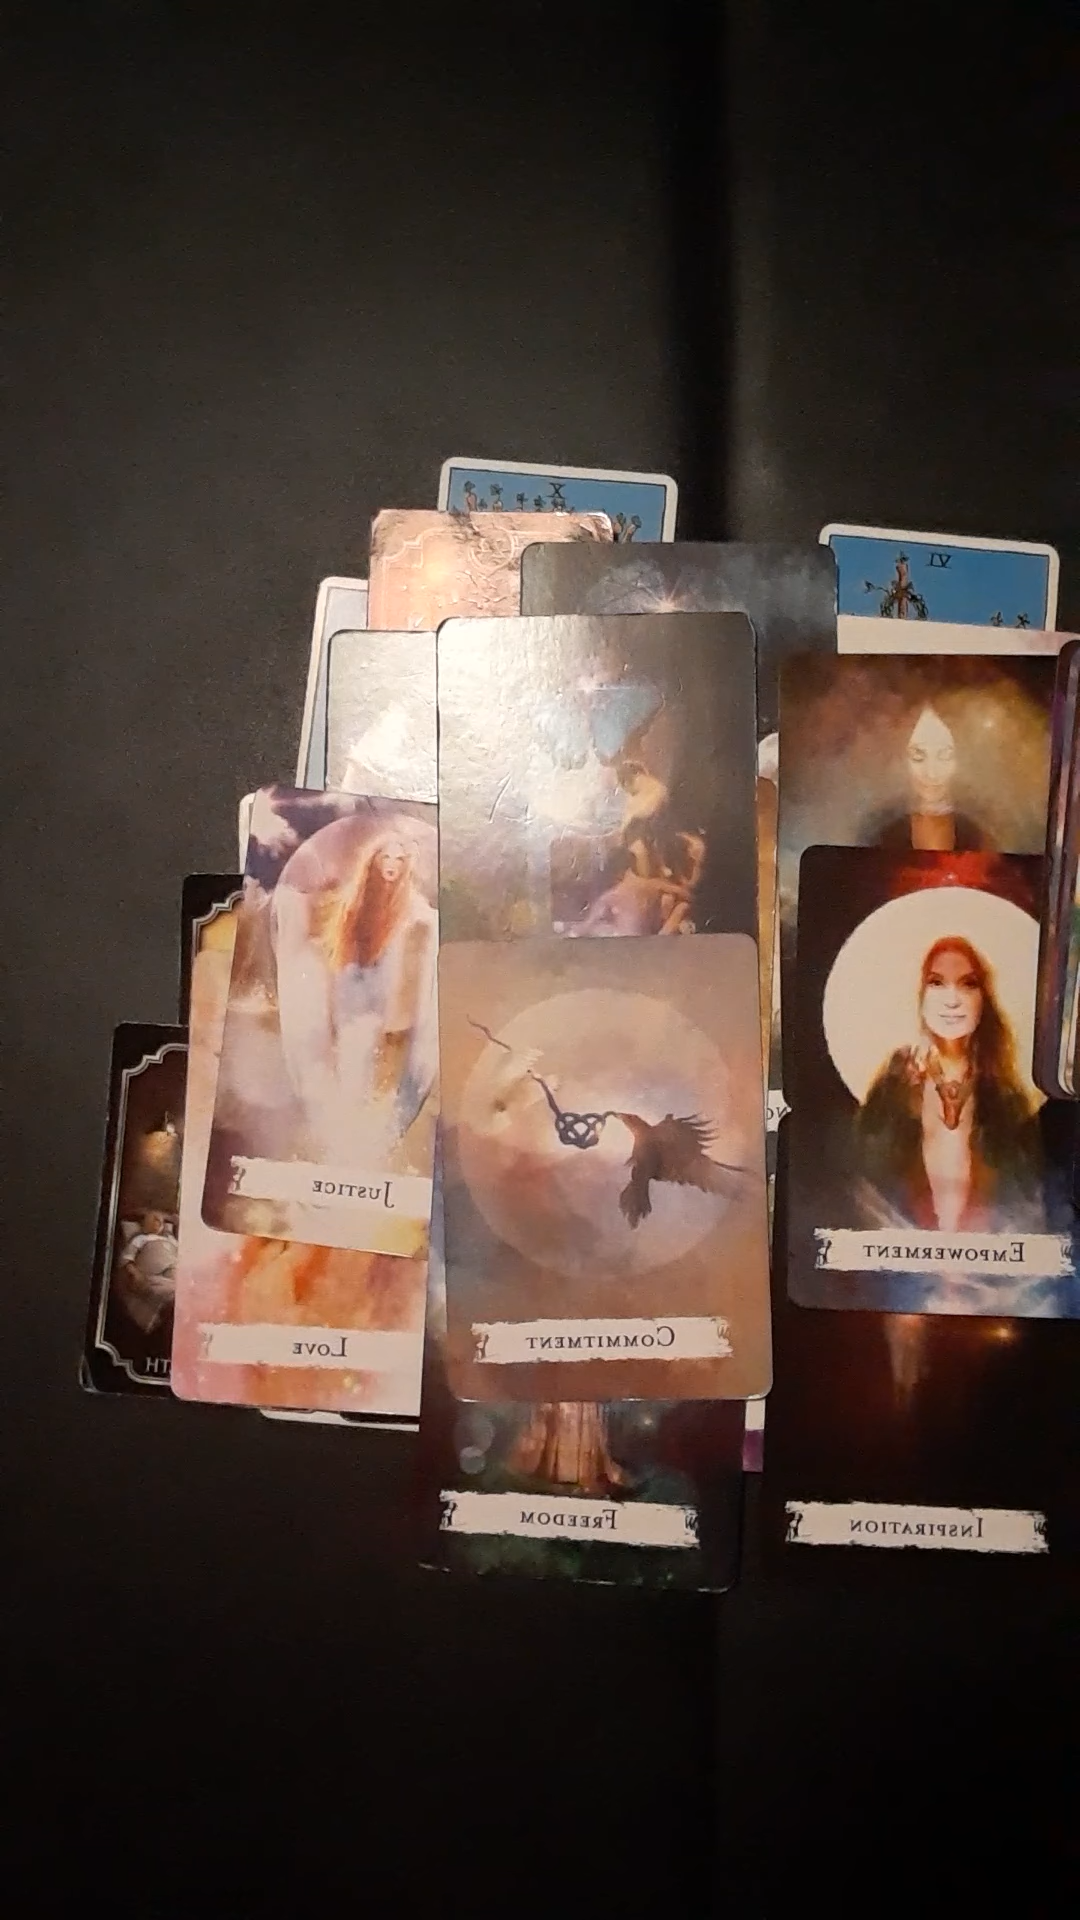 X
VI
Justice
Empowerment
Love
Commitment
Freedom
Inspiration